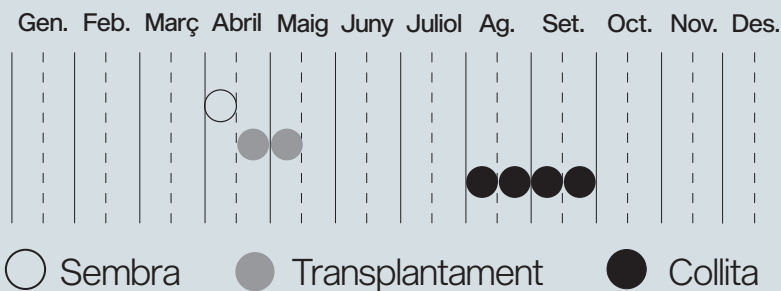 Gen. Feb. Març Abril Maig Juny Juliol Ag. Set. Oct. Nov. Des.
Sembra Transplantament Collita